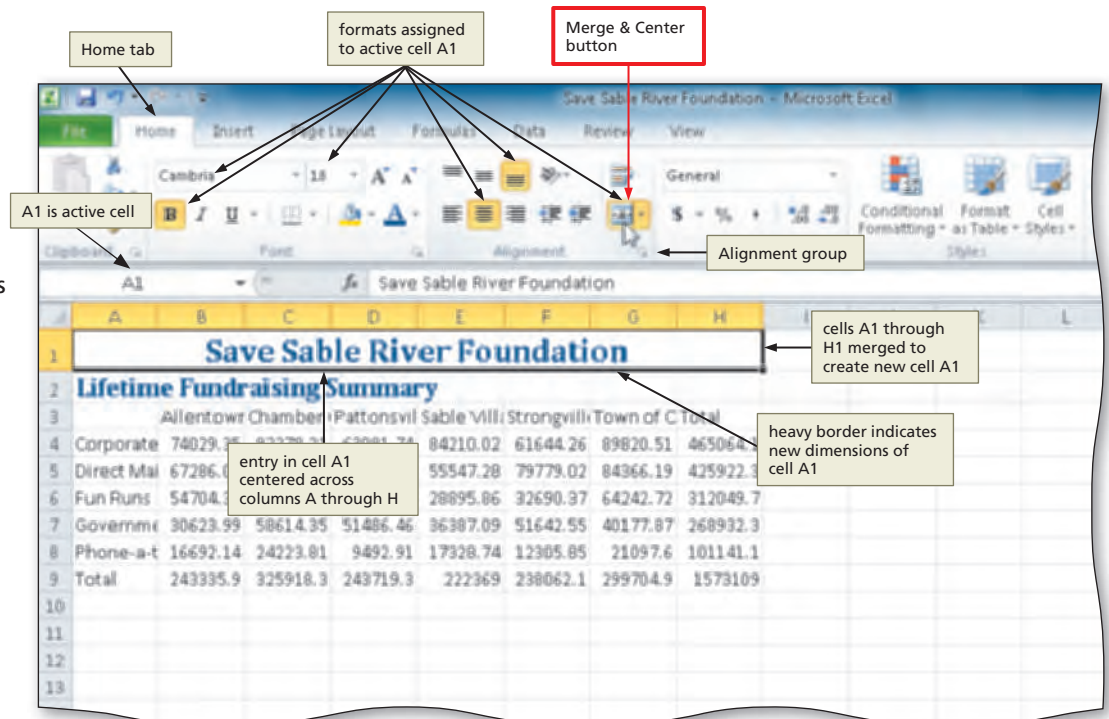 Home tab
formats assigned
to active cell A1
Merge & Center
button
Save Sable River Foundation - Microsoft Excel
File Home Insert Page Layout Formulas Data Review View
Cambria 18 General
A1 is active cell
B I U A $ % ,
Conditional Formatting Format as Table Cell Styles
Clipboard Font Alignment Styles
Alignment group
A1 fx Save Sable River Foundation
s
A B C D E F G H L
1 Save Sable River Foundation
cells A1 through
H1 merged to
create new cell A1
2 Lifetime Fundraising Summary
3 Allentown Chamber Pattonsvil Sable Villa Strongville Town of C Total
heavy border indicates
new dimensions of
cell A1
entry in cell A1
centered across
columns A through H
4 Corporate 84210.02 61644.26 89820.51
5 Direct Mai 55547.28 79779.02 84366.19
6 Fun Runs 28895.86 32690.37 64242.72 312049.7
7 Governme 30623.99 58614.35 51486.46 36387.09 51642.55 40177.87 268932.3
8 Phone-a-t 16692.14 24223.81 9492.91 17328.74 12305.85 21097.6 101141.1
9 Total 243335.9 325918.3 243719.3 222369 238062.1 299704.9 1573109
10
11
12
13